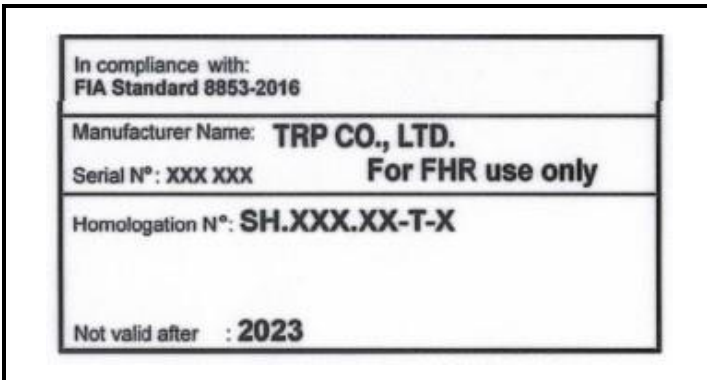 In compliance with:
FIA Standard 8853-2016
Manufacturer Name: TRP CO., LTD.
Serial N°: XXX XXX For FHR use only
Homologation N°: SH.XXX.XX-T-X
Not valid after : 2023